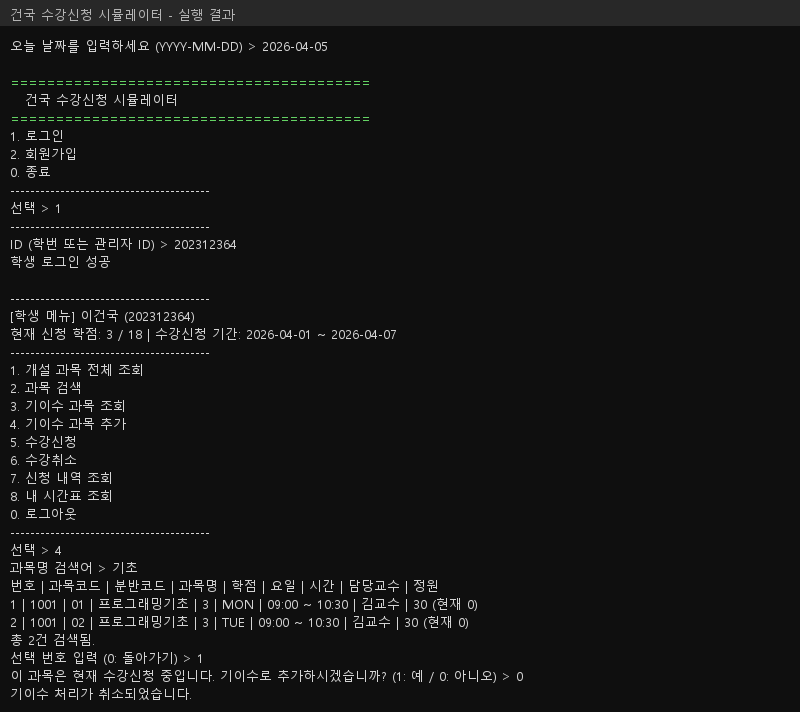 건국 수강신청 시뮬레이터 - 실행 결과
오늘 날짜를 입력하세요 (YYYY-MM-DD) > 2026-04-05
========================================
건국 수강신청 시뮬레이터
========================================
1. 로그인
2. 회원가입
0. 종료
----------------------------------------
선택 > 1
----------------------------------------
ID (학번 또는 관리자 ID) > 202312364
학생 로그인 성공
----------------------------------------
[학생 메뉴] 이건국 (202312364)
현재 신청 학점: 3 / 18 | 수강신청 기간: 2026-04-01 ~ 2026-04-07
----------------------------------------
1. 개설 과목 전체 조회
2. 과목 검색
3. 기이수 과목 조회
4. 기이수 과목 추가
5. 수강신청
6. 수강취소
7. 신청 내역 조회
8. 내 시간표 조회
0. 로그아웃
----------------------------------------
선택 > 4
과목명 검색어 > 기초
번호 | 과목코드 | 분반코드 | 과목명 | 학점 | 요일 | 시간 | 담당교수 | 정원
1 | 1001 | 01 | 프로그래밍기초 | 3 | MON | 09:00 ~ 10:30 | 김교수 | 30 (현재 0)
2 | 1001 | 02 | 프로그래밍기초 | 3 | TUE | 09:00 ~ 10:30 | 김교수 | 30 (현재 0)
총 2건 검색됨.
선택 번호 입력 (0: 돌아가기) > 1
이 과목은 현재 수강신청 중입니다. 기이수로 추가하시겠습니까? (1: 예 / 0: 아니오) > 0
기이수 처리가 취소되었습니다.